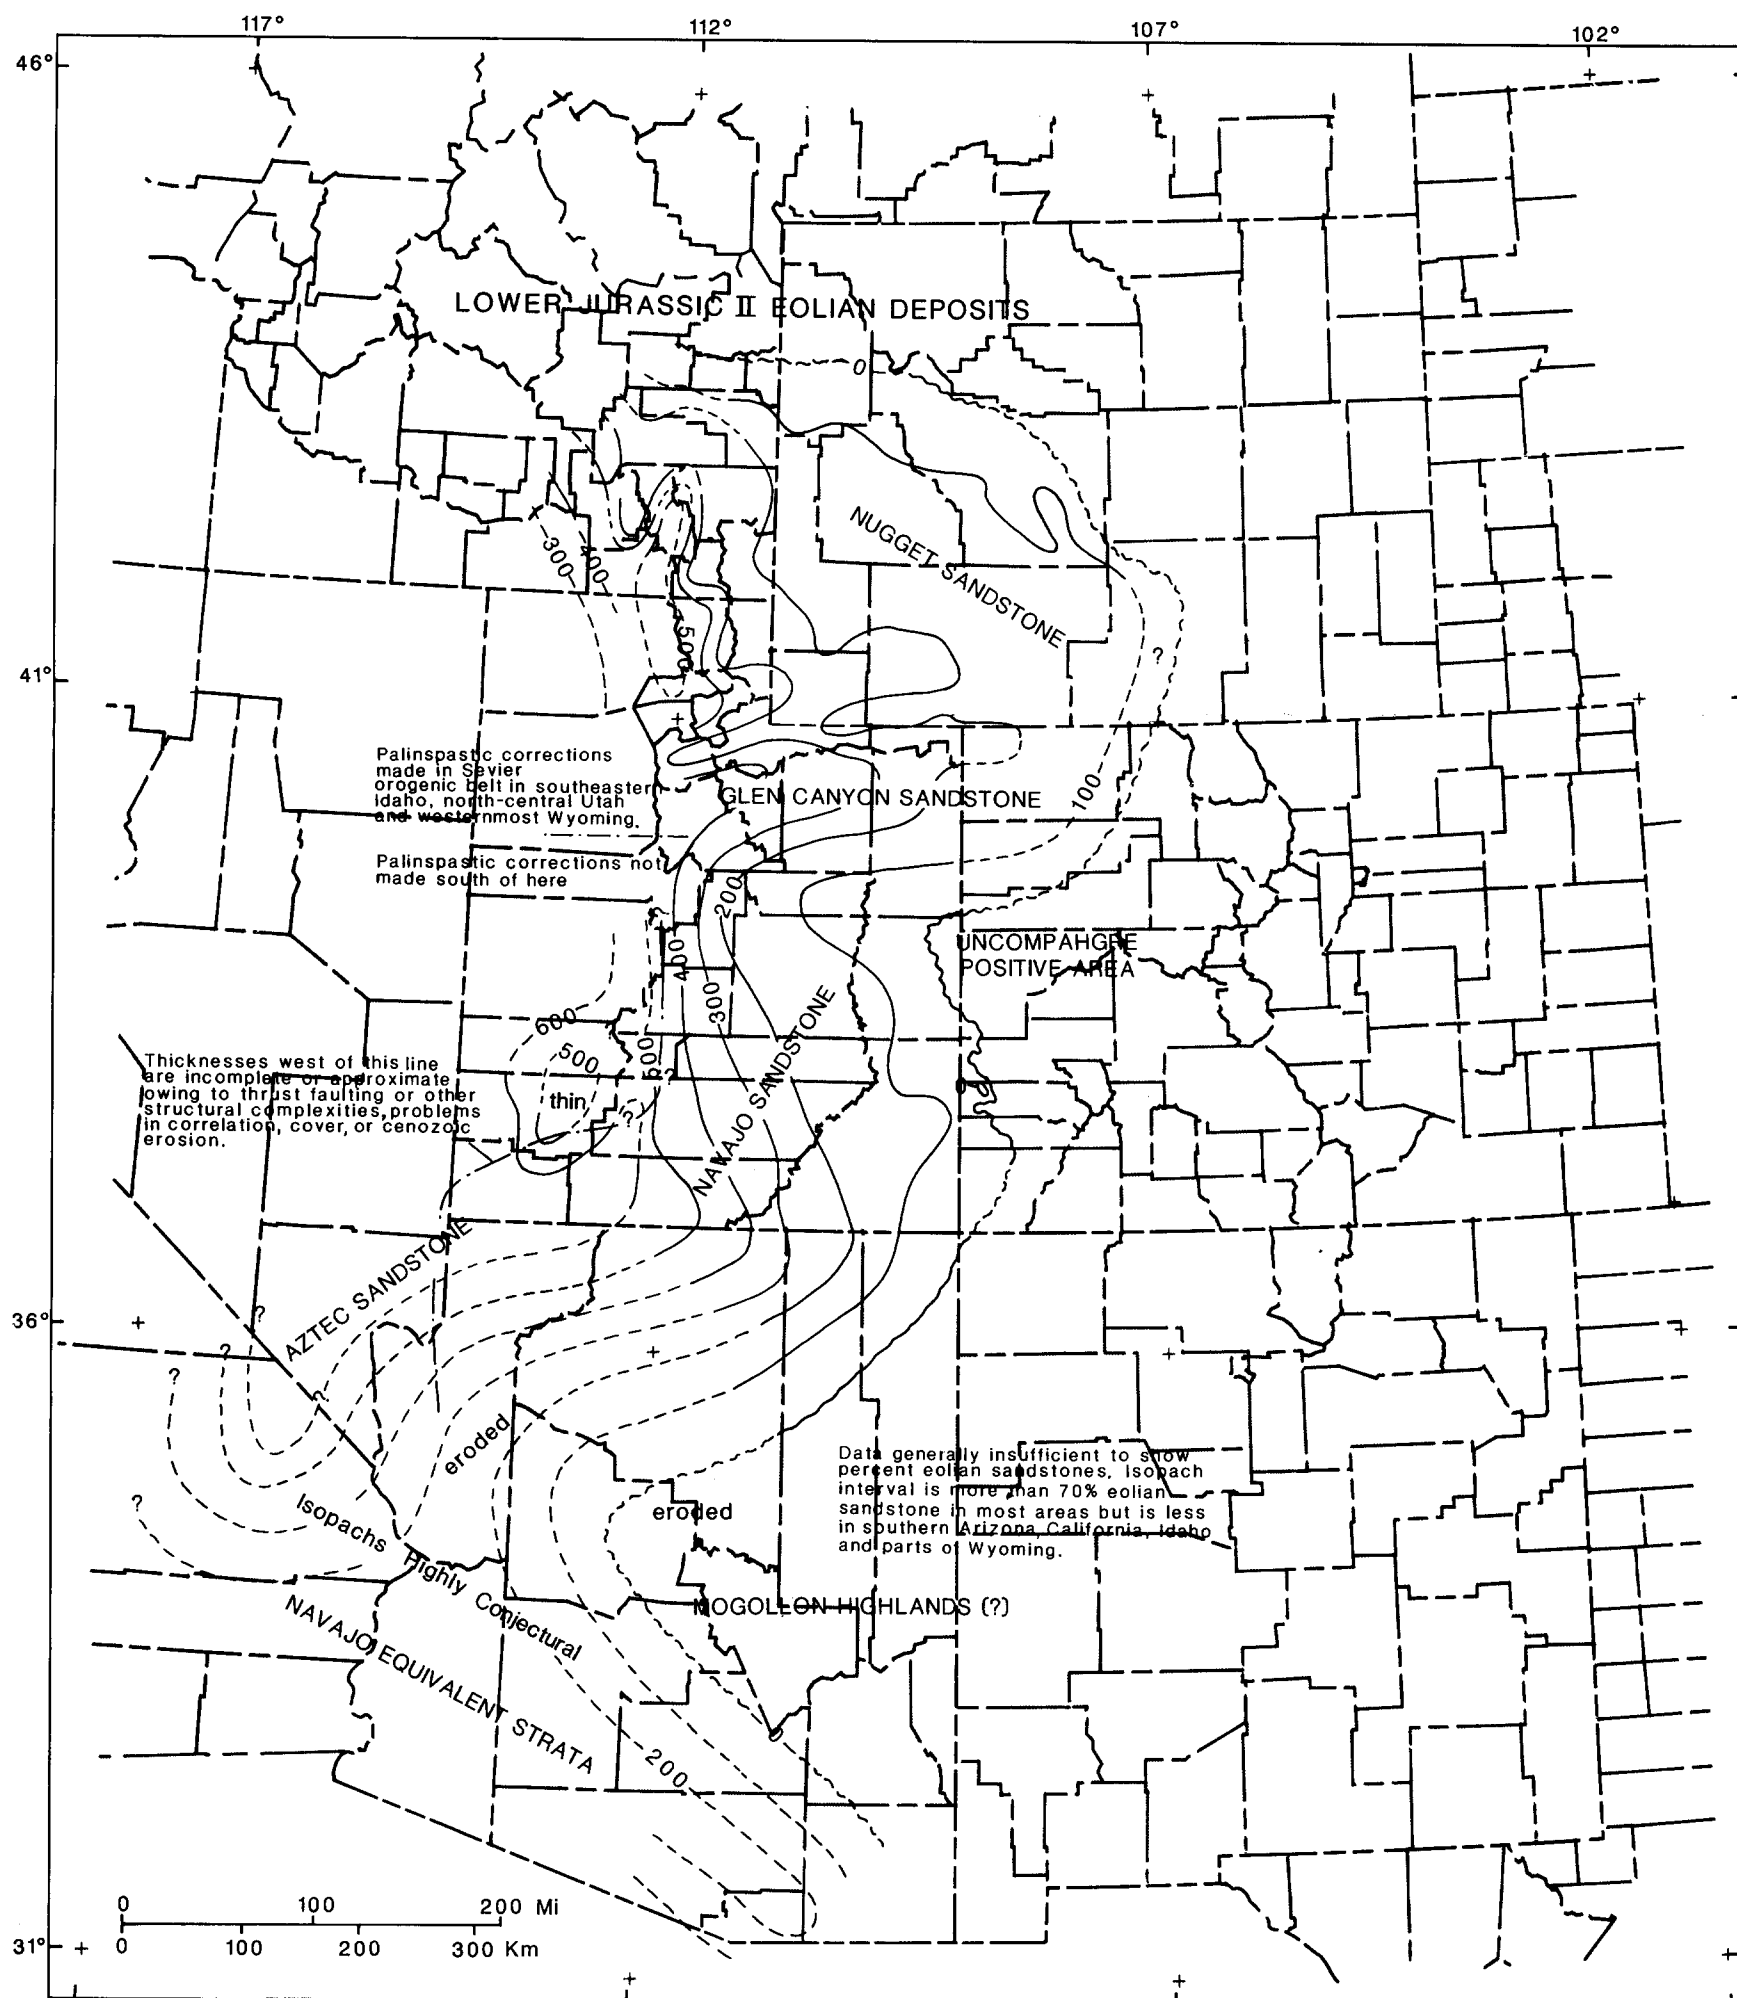 117° 112° 107° 102°
46°
LOWER JURASSIC II EOLIAN DEPOSITS
0
NUGGET SANDSTONE
300
400
500
?
41°
Palinspastic corrections
made in Sevier
orogenic belt in southeaster
Idaho, north-central Utah
and westernmost Wyoming.
GLEN CANYON SANDSTONE
100
Palinspastic corrections not
made south of here
200
?
400
UNCOMPAHGRE
POSITIVE AREA
300
600
500
600
NAVAJO SANDSTONE
Thicknesses west of this line
are incomplete or approximate
owing to thrust faulting or other
structural complexities, problems
in correlation, cover, or cenozoic
erosion.
?
0
thin
?
AZTEC SANDSTONE
36°
?
?
?
?
eroded
Data generally insufficient to show
percent eolian sandstones. Isopach
interval is more than 70% eolian
sandstone in most areas but is less
in southern Arizona, California, Idaho
and parts of Wyoming.
?
eroded
Isopachs Highly Conjectural
MOGOLLON HIGHLANDS (?)
NAVAJO EQUIVALENT STRATA
0
200
0 100 200 Mi
0 100 200 300 Km
31°